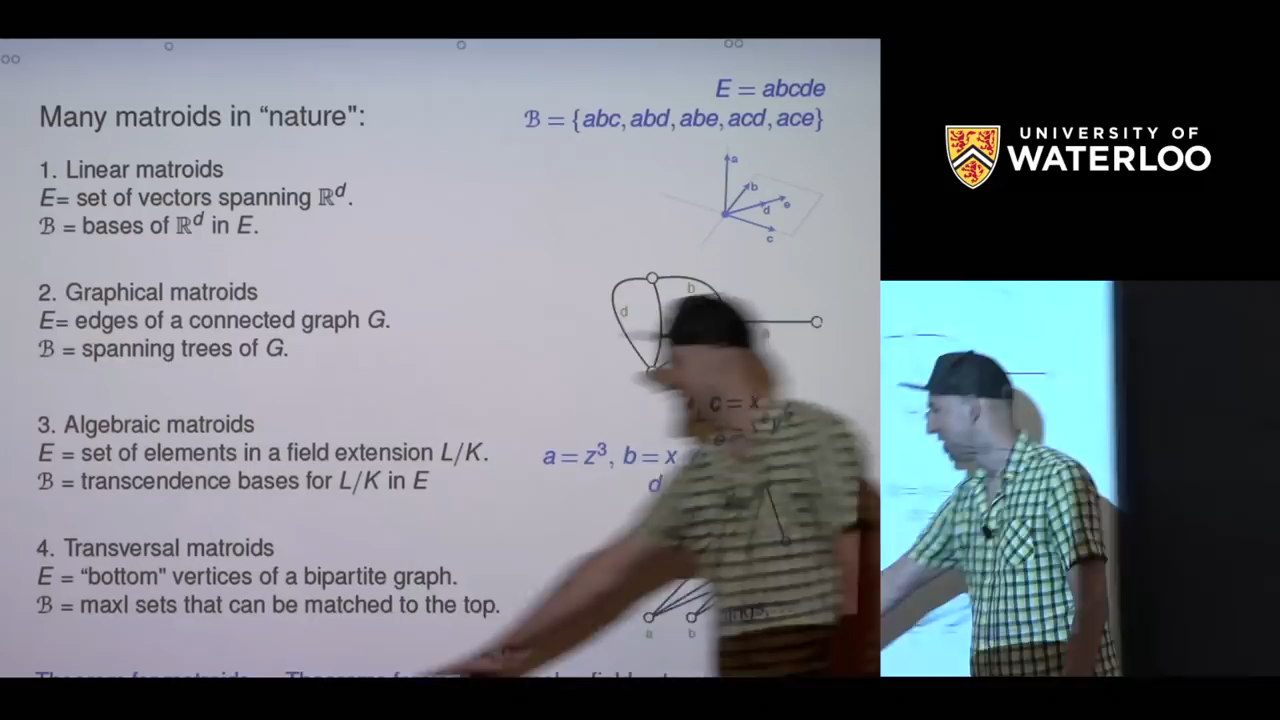 Many matroids in “nature":
E = abcde
ℬ = {abc, abd, abe, acd, ace}
1. Linear matroids
E= set of vectors spanning ℝᵈ.
ℬ = bases of ℝᵈ in E.
a
b
d
e
c
2. Graphical matroids
E= edges of a connected graph G.
ℬ = spanning trees of G.
b
d
3. Algebraic matroids
E = set of elements in a field extension L/K.
ℬ = transcendence bases for L/K in E
a = z³, b = x
c = x
d
4. Transversal matroids
E = “bottom" vertices of a bipartite graph.
ℬ = maxl sets that can be matched to the top.
a b
UNIVERSITY OF
WATERLOO